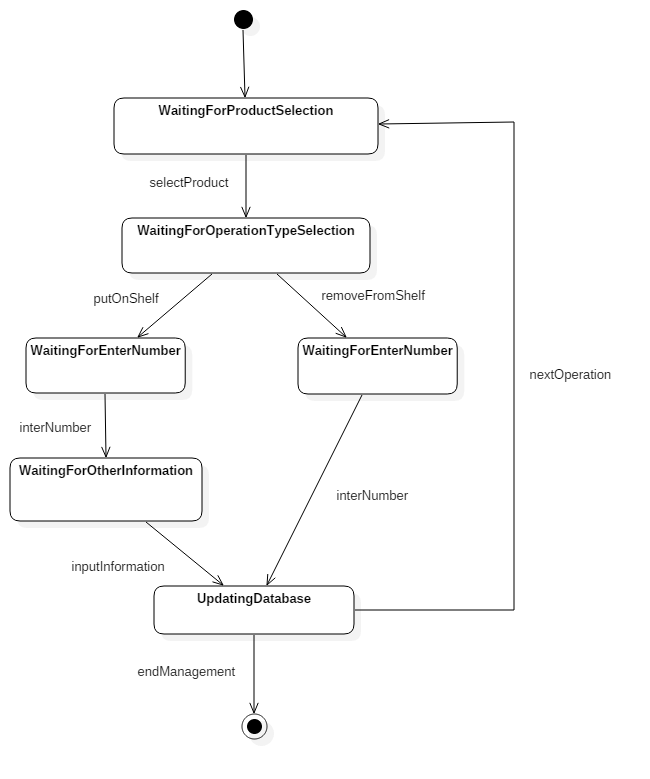 WaitingForProductSelection
selectProduct
WaitingForOperationTypeSelection
putOnShelf
removeFromShelf
WaitingForEnterNumber
WaitingForEnterNumber
nextOperation
interNumber
WaitingForOtherInformation
interNumber
inputInformation
UpdatingDatabase
endManagement